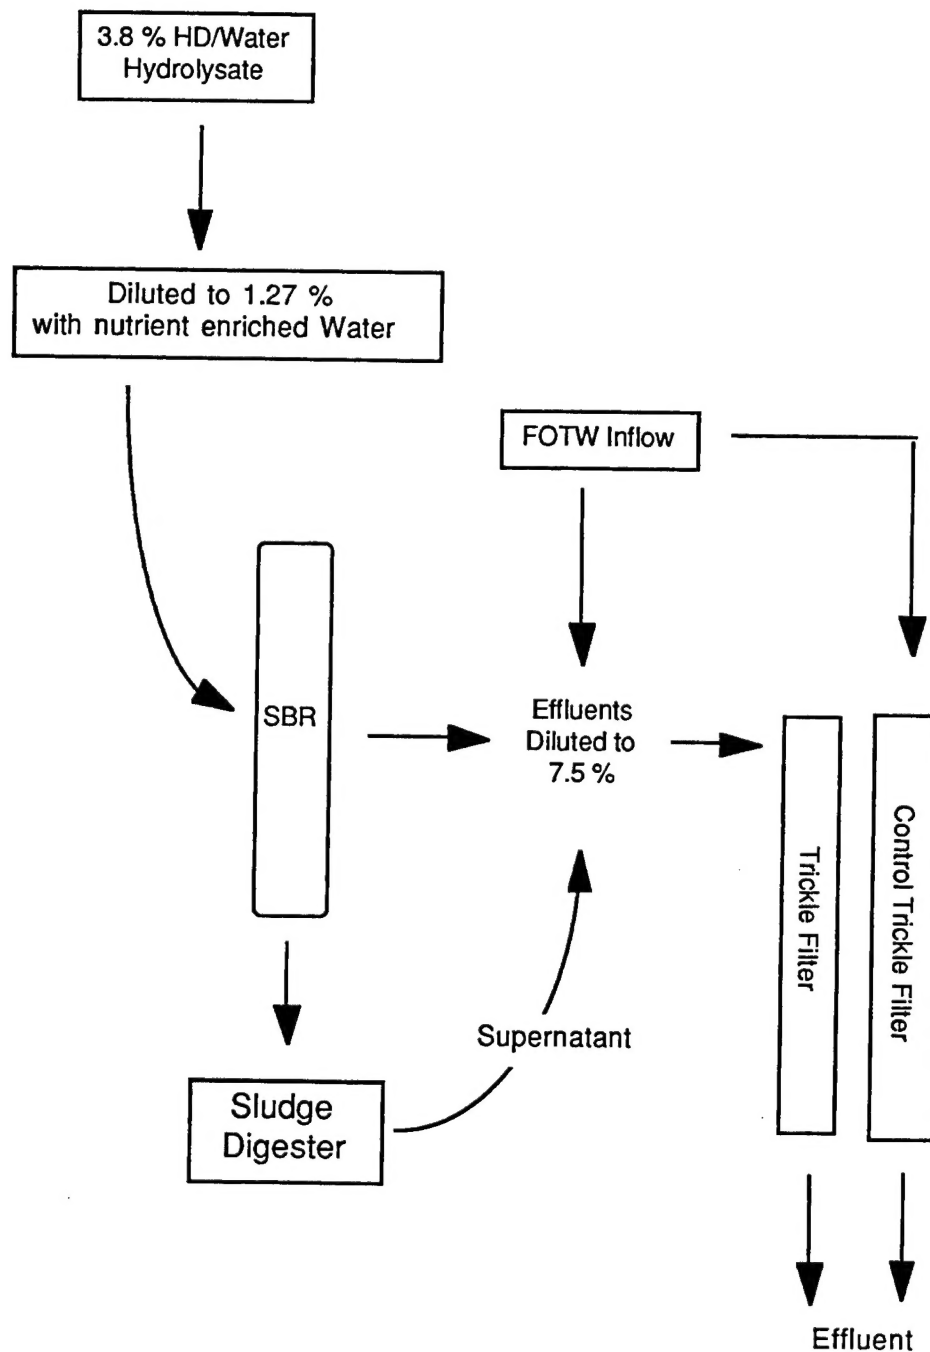 3.8 % HD/Water
Hydrolysate
Diluted to 1.27 %
with nutrient enriched Water
FOTW Inflow
SBR
Effluents
Diluted to
7.5 %
Trickle Filter
Control Trickle Filter
Supernatant
Sludge
Digester
Effluent